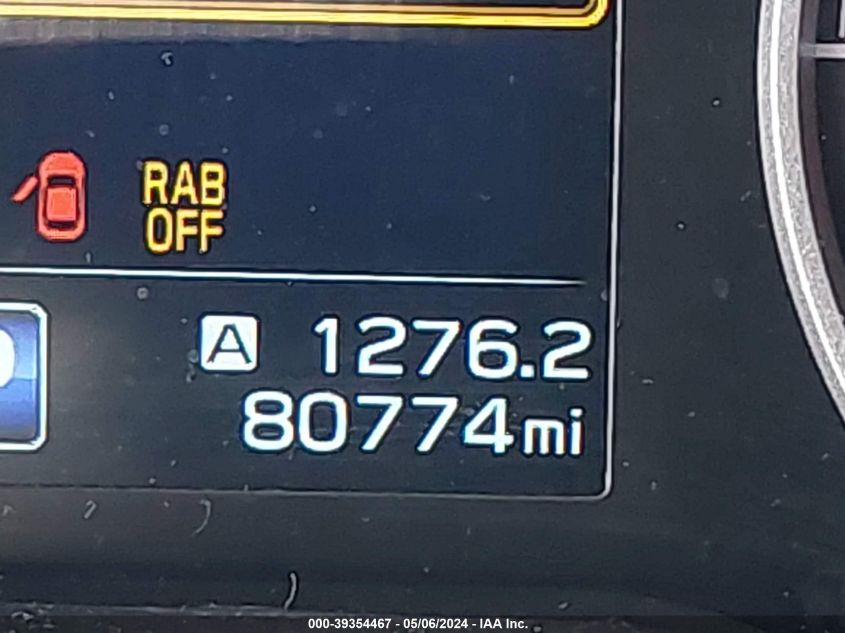 RAB
OFF
A 1276.2
80774mi
000-39354467 - 05/06/2024 - IAA Inc.